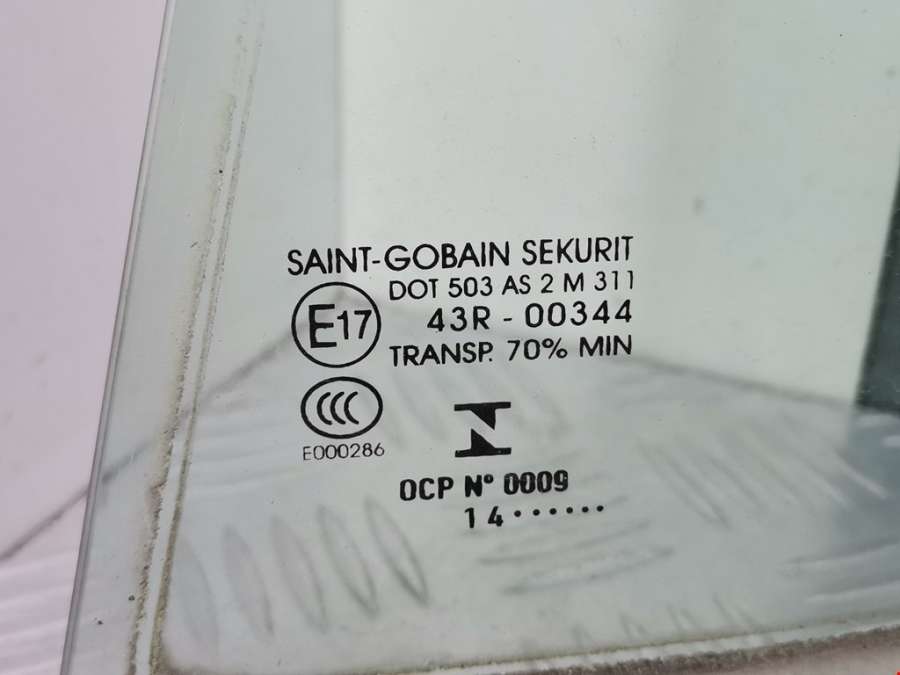 SAINT-GOBAIN SEKURIT
DOT 503 AS 2 M 311
E17
43R - 00344
TRANSP. 70% MIN
CCC
E000286
OCP Nº 0009
14······